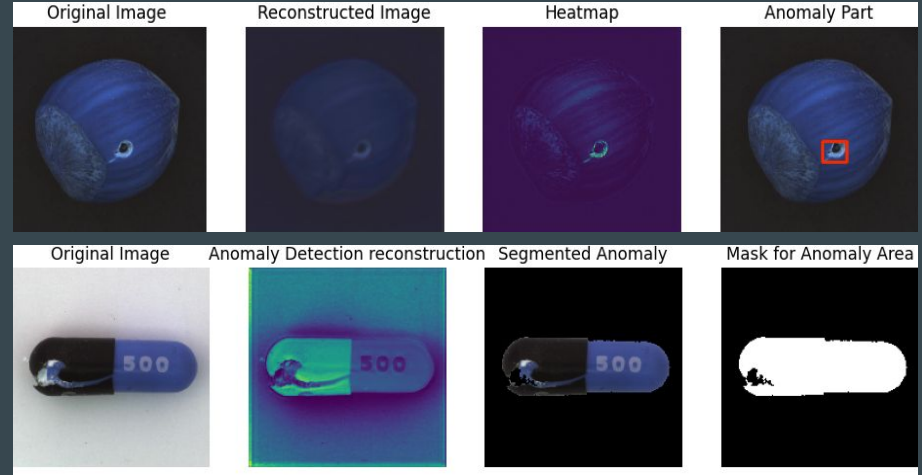 Original Image
Reconstructed Image
Heatmap
Anomaly Part
Original Image
Anomaly Detection reconstruction
Segmented Anomaly
Mask for Anomaly Area
500
500
500